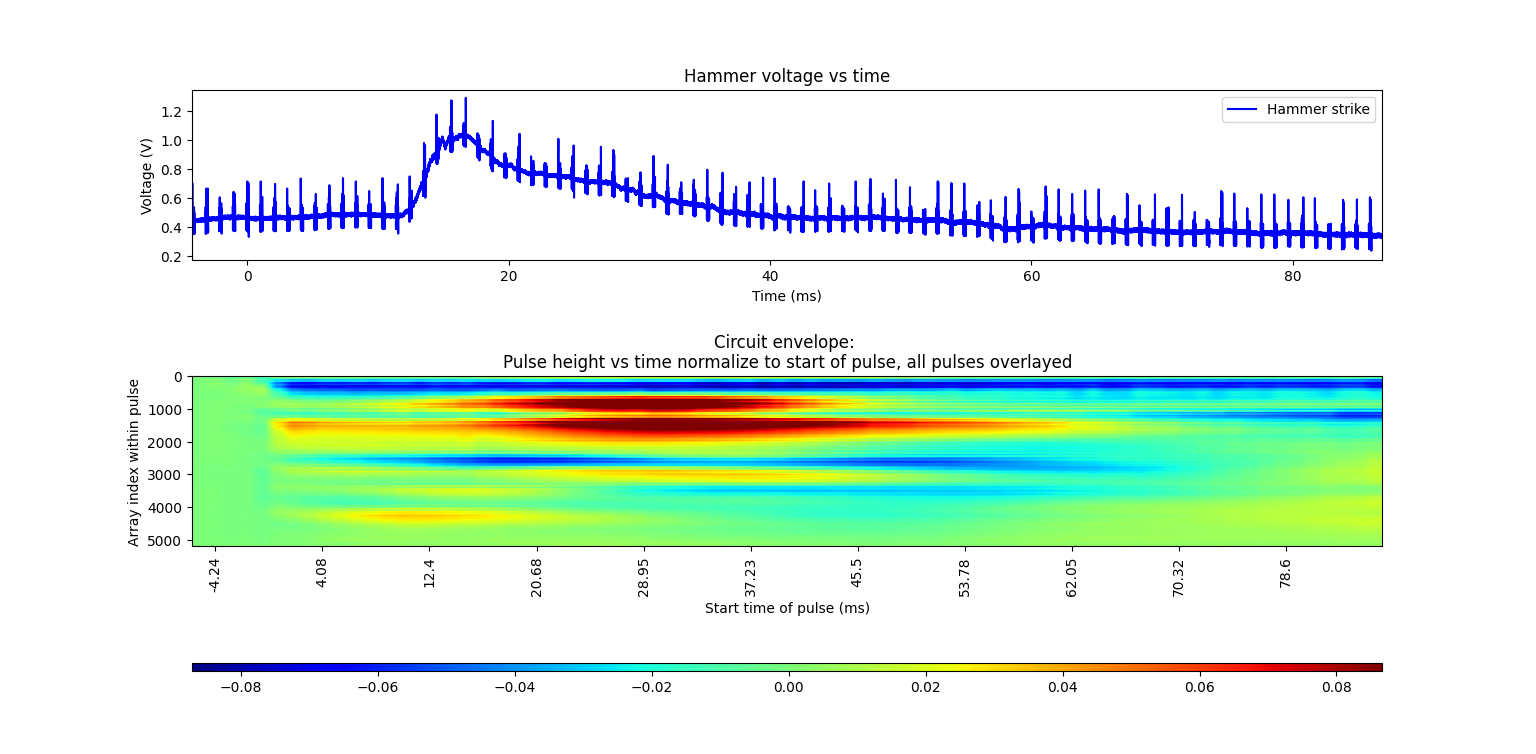 Hammer voltage vs time
1.2
1.0
0.8
0.6
0.4
0.2
Voltage (V)
Hammer strike
0 20 40 60 80
Time (ms)
Circuit envelope:
Pulse height vs time normalize to start of pulse, all pulses overlayed
0
1000
2000
3000
4000
5000
Array index within pulse
-4.24 4.08 12.4 20.68 28.95 37.23 45.5 53.78 62.05 70.32 78.6
Start time of pulse (ms)
−0.08 −0.06 −0.04 −0.02 0.00 0.02 0.04 0.06 0.08